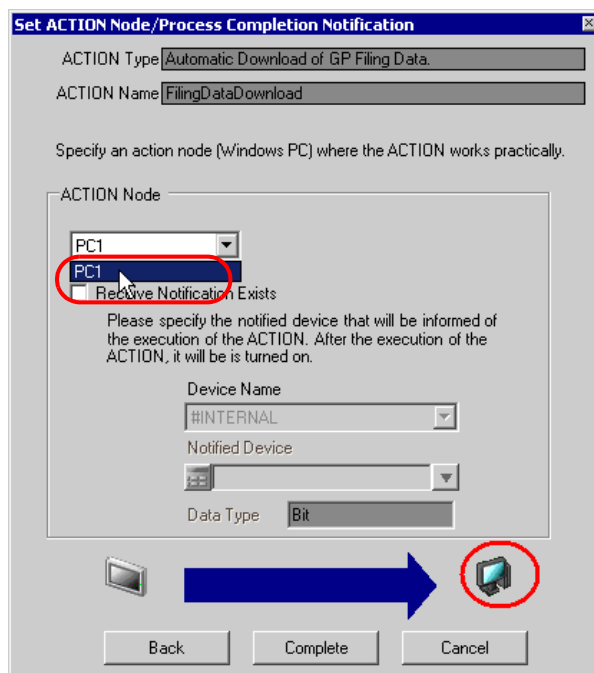 Set ACTION Node/Process Completion Notification
ACTION Type Automatic Download of GP Filing Data.
ACTION Name FilingDataDownload
Specify an action node (Windows PC) where the ACTION works practically.
ACTION Node
PC1
PC1
Receive Notification Exists
Please specify the notified device that will be informed of
the execution of the ACTION. After the execution of the
ACTION, it will be is turned on.
Device Name
#INTERNAL
Notified Device
Data Type Bit
Back Complete Cancel